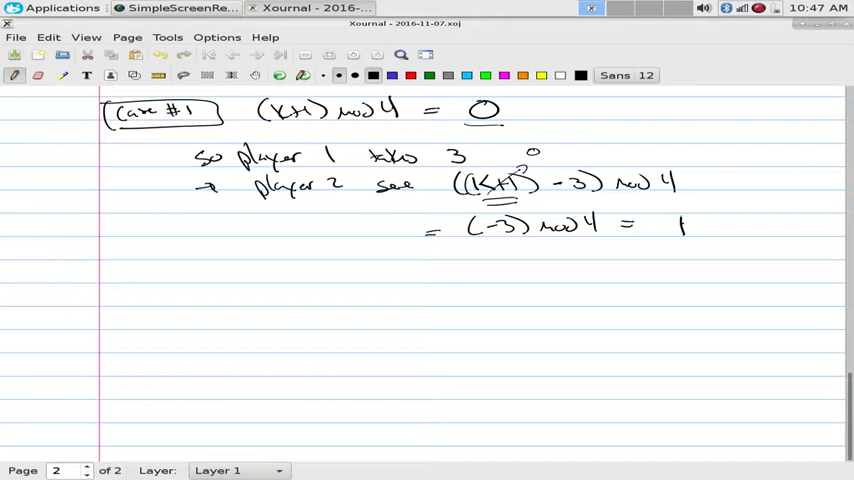 Applications SimpleScreenRe... Xournal - 2016-... 10:47 AM
Xournal - 2016-11-07.xoj
File Edit View Page Tools Options Help
T Sans 12
Case #1 (k+1) mod 4 = 0
so player 1 takes 3 0
→ player 2 see ((k+1) - 3) mod 4
= (-3) mod 4 = 1
Page 2 of 2 Layer: Layer 1